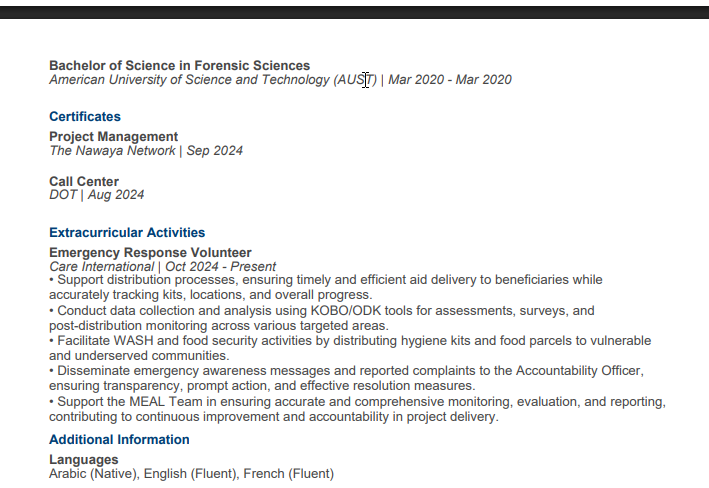 Bachelor of Science in Forensic Sciences
American University of Science and Technology (AUST) | Mar 2020 - Mar 2020
Certificates
Project Management
The Nawaya Network | Sep 2024
Call Center
DOT | Aug 2024
Extracurricular Activities
Emergency Response Volunteer
Care International | Oct 2024 - Present
• Support distribution processes, ensuring timely and efficient aid delivery to beneficiaries while
accurately tracking kits, locations, and overall progress.
• Conduct data collection and analysis using KOBO/ODK tools for assessments, surveys, and
post-distribution monitoring across various targeted areas.
• Facilitate WASH and food security activities by distributing hygiene kits and food parcels to vulnerable
and underserved communities.
• Disseminate emergency awareness messages and reported complaints to the Accountability Officer,
ensuring transparency, prompt action, and effective resolution measures.
• Support the MEAL Team in ensuring accurate and comprehensive monitoring, evaluation, and reporting,
contributing to continuous improvement and accountability in project delivery.
Additional Information
Languages
Arabic (Native), English (Fluent), French (Fluent)